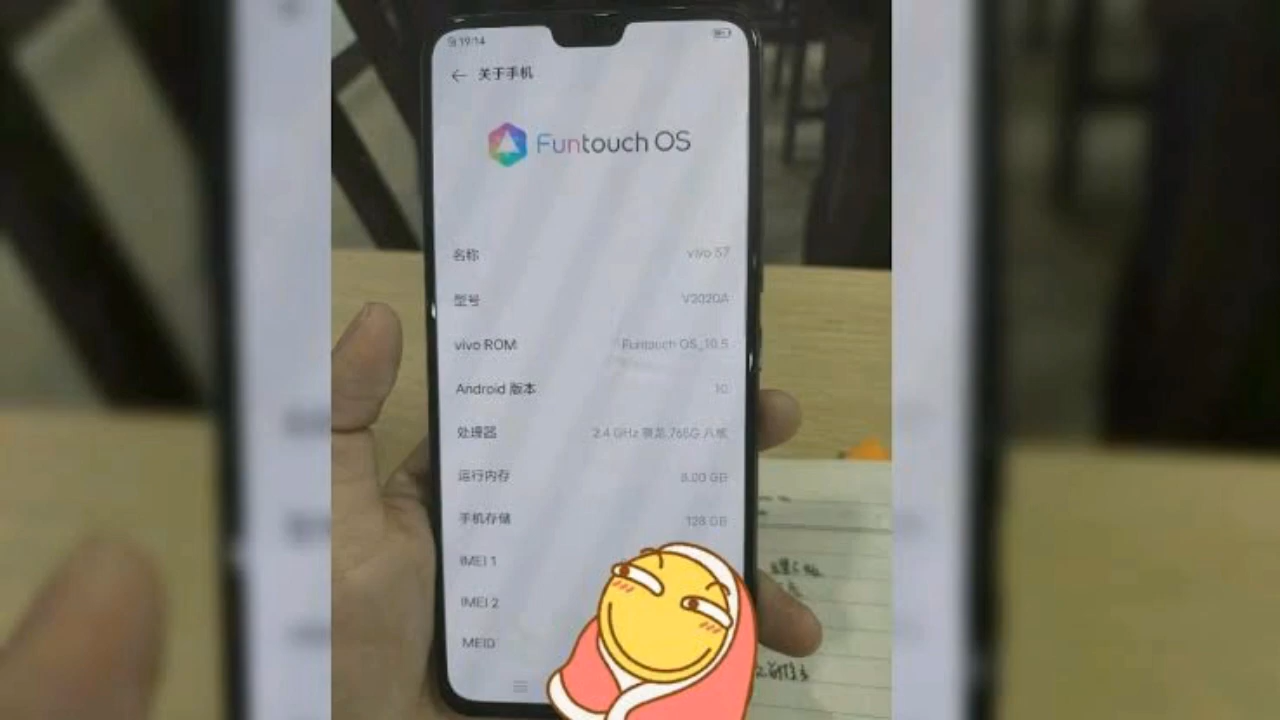 19:14
← 关于手机
Funtouch OS
名称 vivo S7
型号 V2020A
vivo ROM Funtouch OS_10.5
Android 版本 10
处理器 2.4 GHz 骁龙 765G 八核
运行内存 8.00 GB
手机存储 128 GB
IMEI 1
IMEI 2
MEID